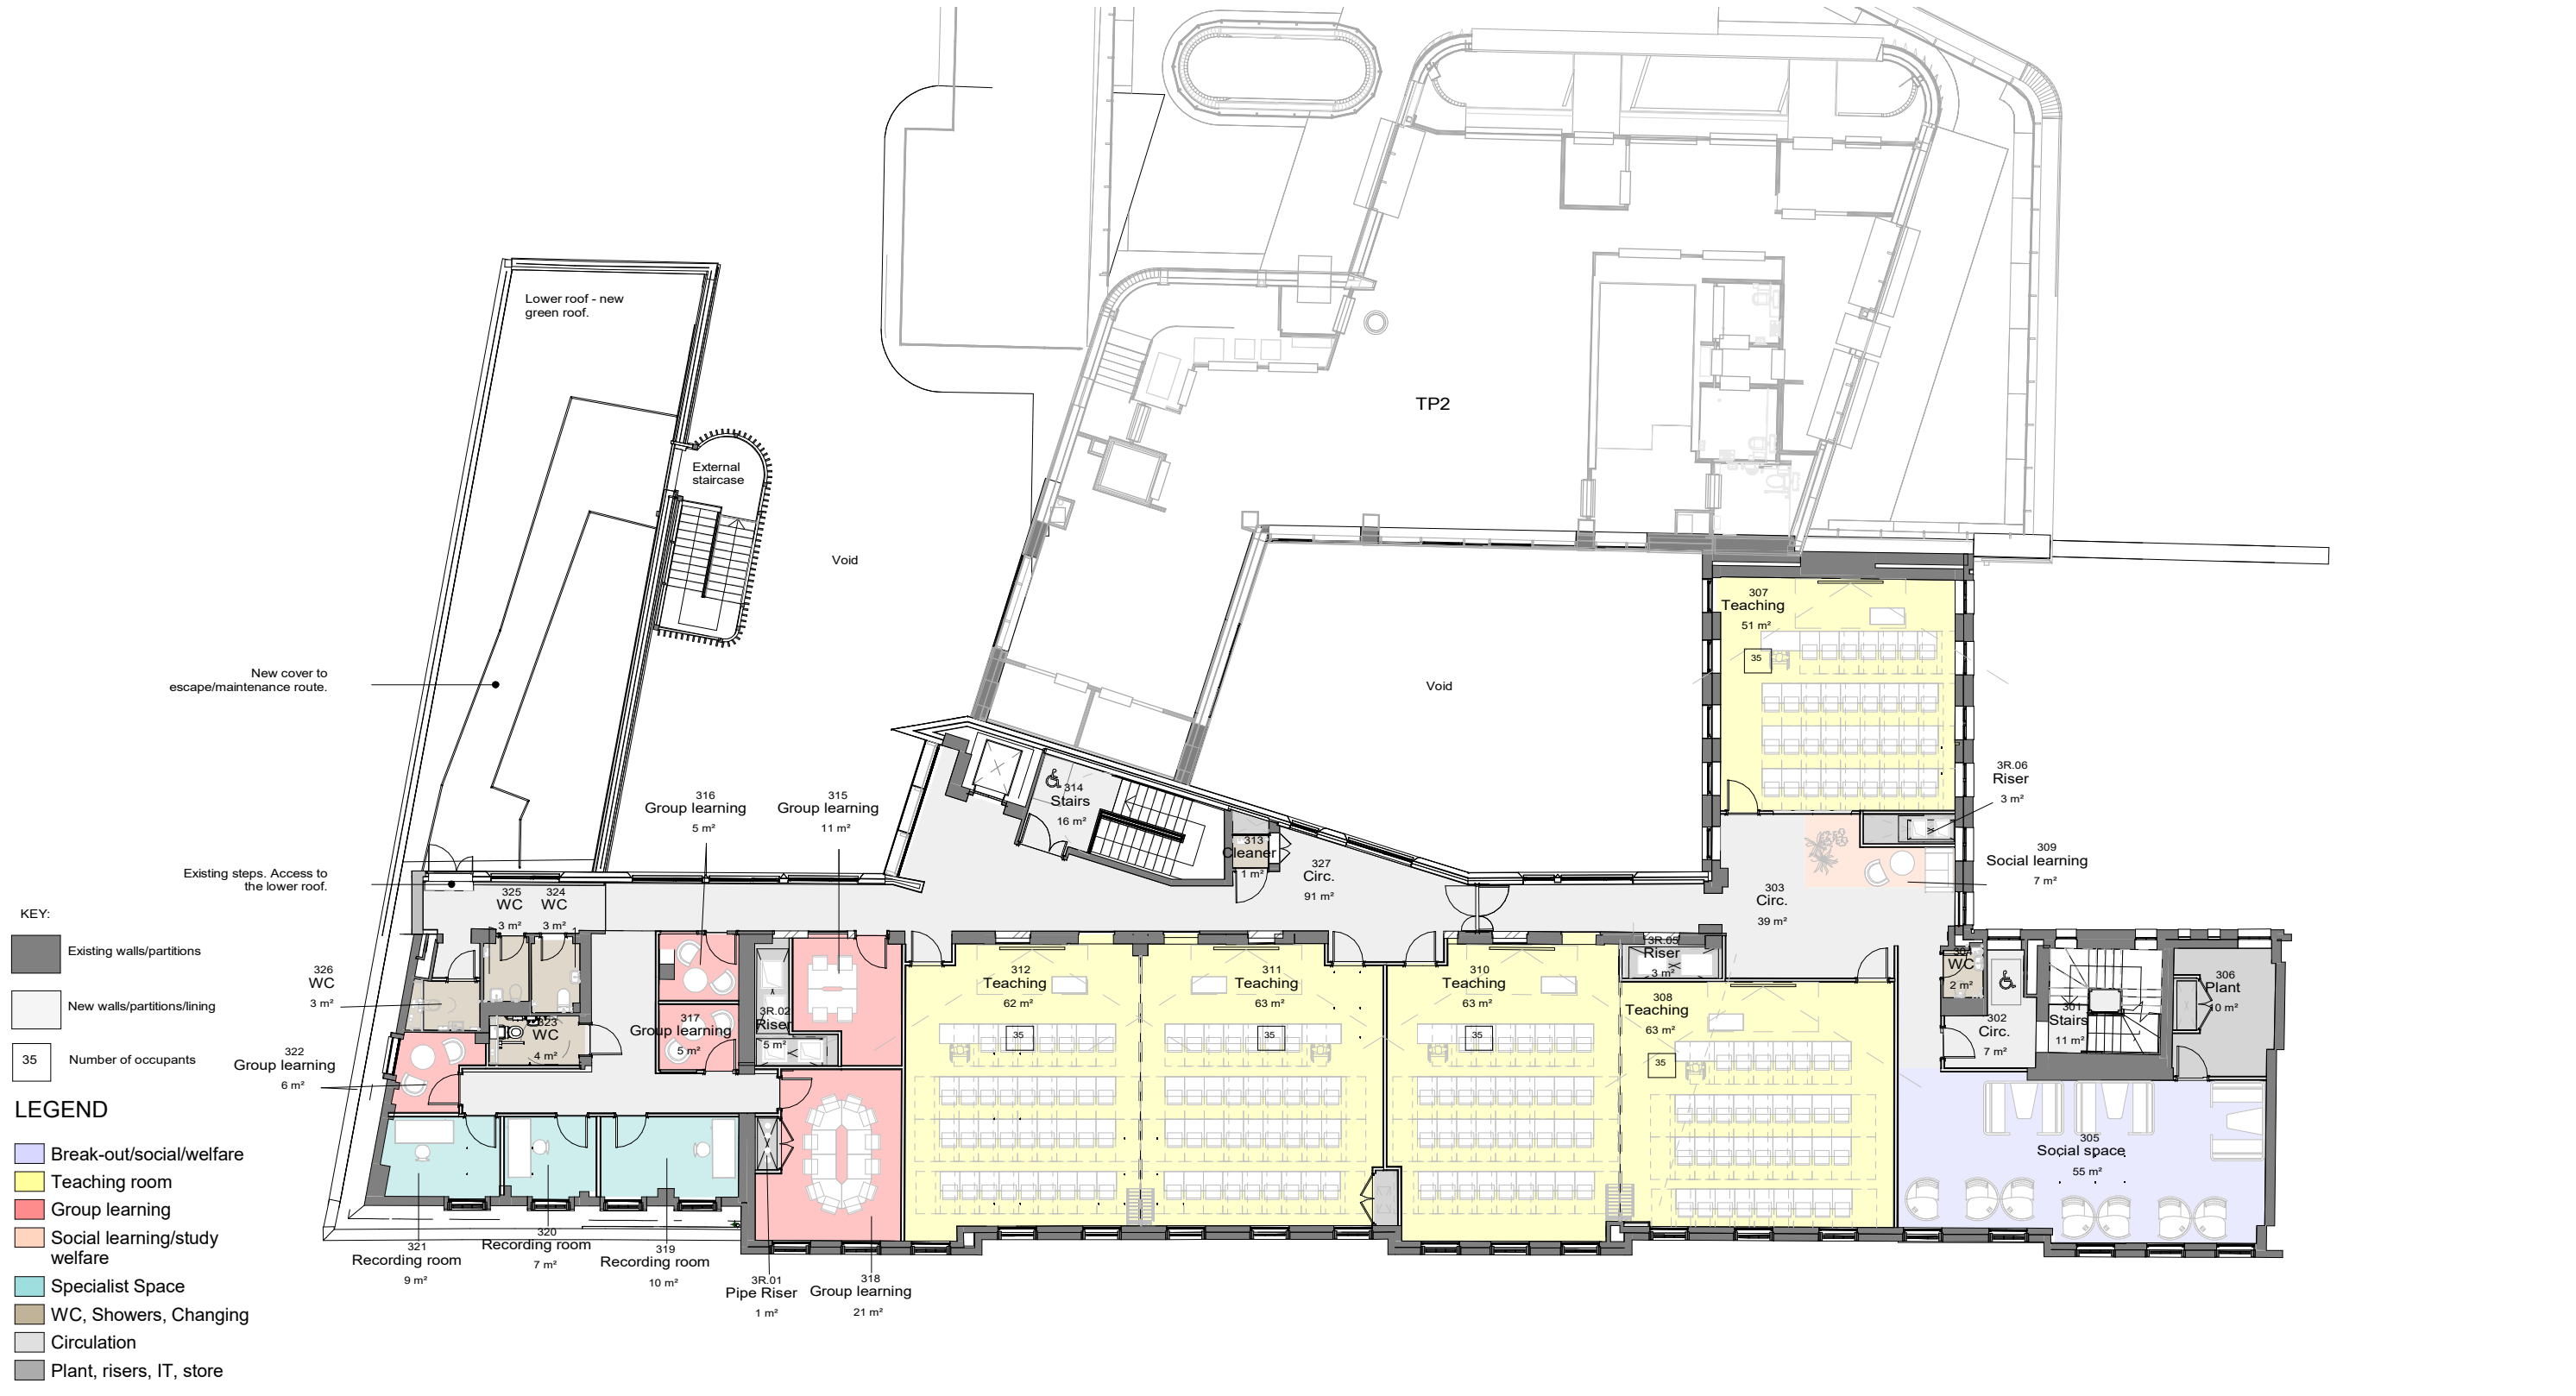 Lower roof - new
green roof.
External
staircase
Void
TP2
Void
New cover to
escape/maintenance route.
Existing steps. Access to
the lower roof.
307
Teaching
51 m²
35
3R.06
Riser
3 m²
309
Social learning
7 m²
303
Circ.
39 m²
316
Group learning
5 m²
315
Group learning
11 m²
314
Stairs
16 m²
313
Cleaner
1 m²
327
Circ.
91 m²
325
WC
3 m²
324
WC
3 m²
326
WC
3 m²
323
WC
4 m²
322
Group learning
6 m²
317
Group learning
5 m²
3R.02
Riser
5 m²
312
Teaching
62 m²
35
311
Teaching
63 m²
35
310
Teaching
63 m²
35
3R.05
Riser
3 m²
308
Teaching
63 m²
35
304
WC
2 m²
302
Circ.
7 m²
301
Stairs
11 m²
306
Plant
10 m²
305
Social space
55 m²
321
Recording room
9 m²
320
Recording room
7 m²
319
Recording room
10 m²
3R.01
Pipe Riser
1 m²
318
Group learning
21 m²
KEY:
Existing walls/partitions
New walls/partitions/lining
35 Number of occupants
LEGEND
Break-out/social/welfare
Teaching room
Group learning
Social learning/study
welfare
Specialist Space
WC, Showers, Changing
Circulation
Plant, risers, IT, store